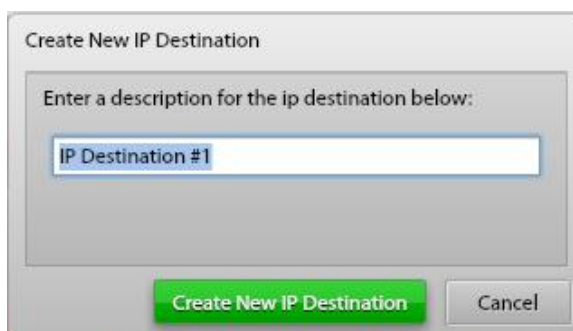 Create New IP Destination
Enter a description for the ip destination below:
IP Destination #1
Create New IP Destination
Cancel